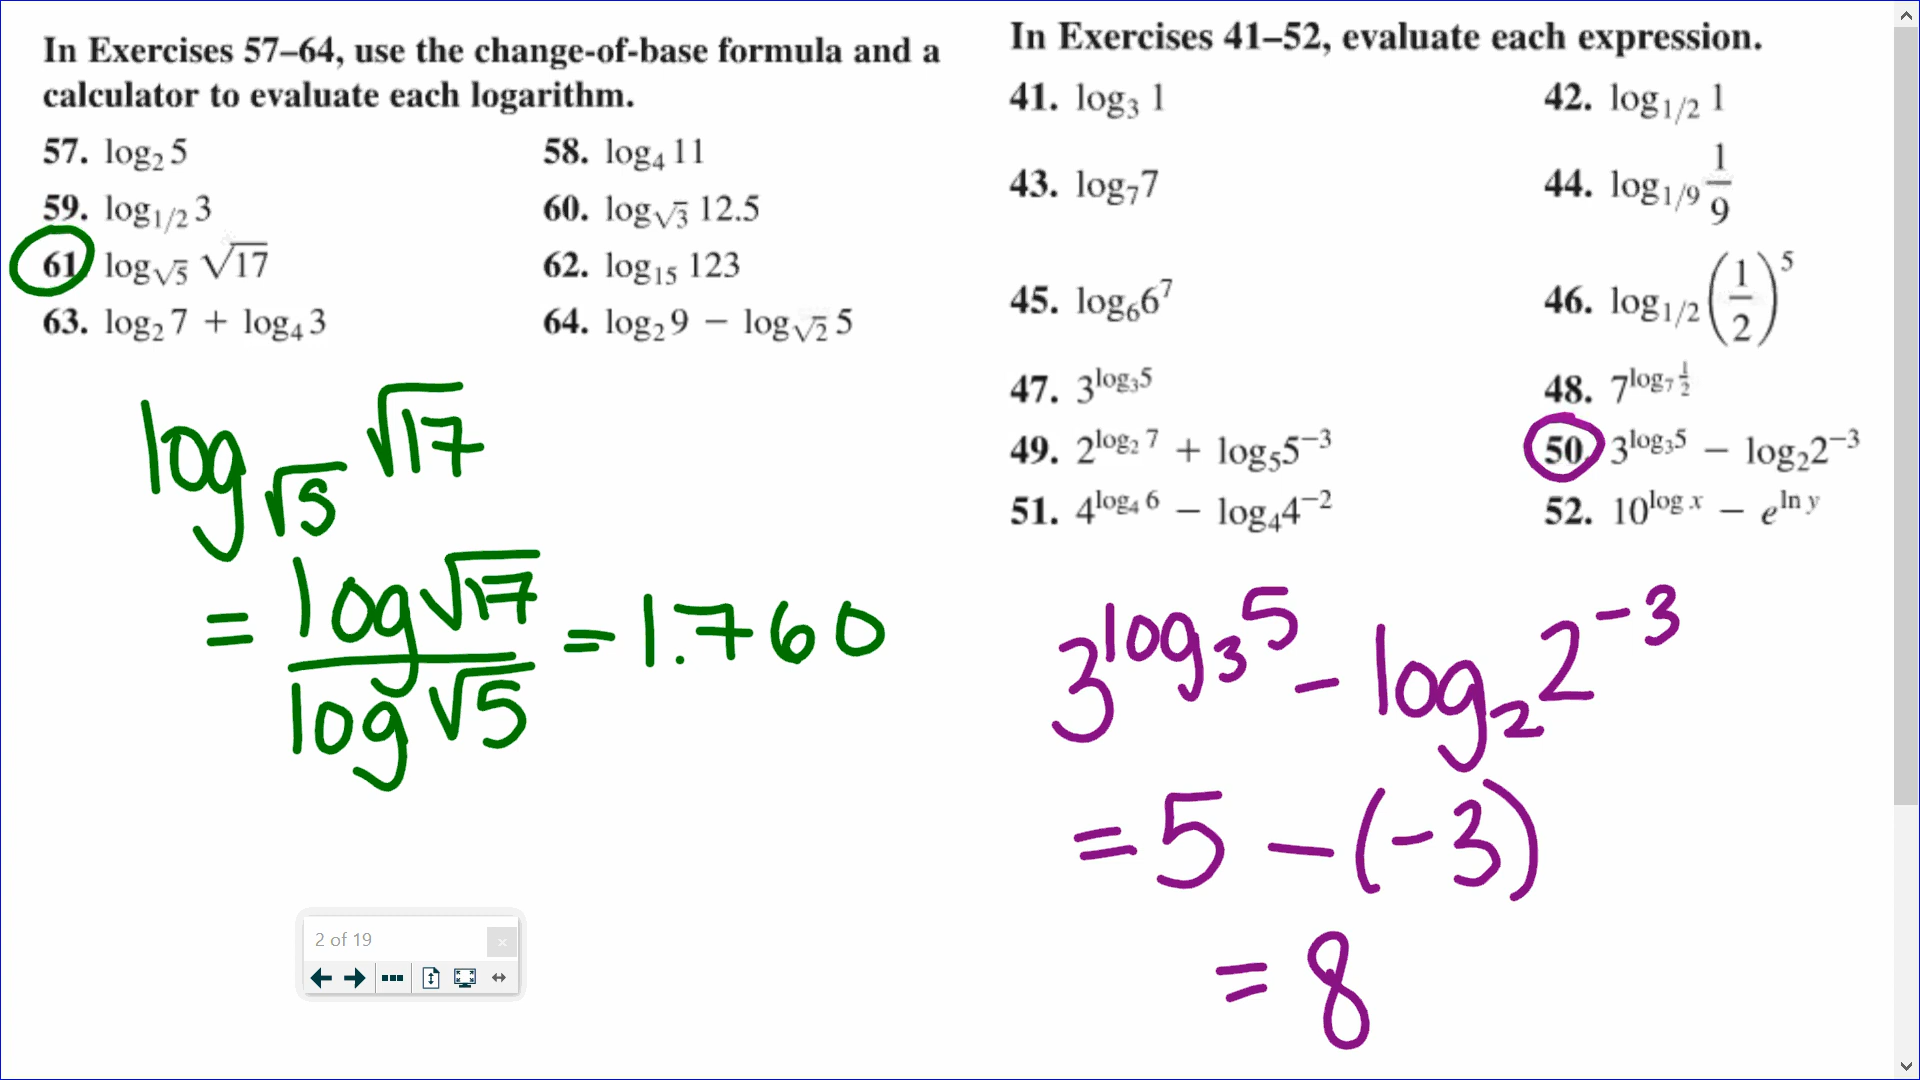 In Exercises 57–64, use the change-of-base formula and a
calculator to evaluate each logarithm.
57. log₂ 5
58. log₄ 11
59. log₁/₂ 3
60. log√3 12.5
61. log√5 √17
62. log₁₅ 123
63. log₂ 7 + log₄ 3
64. log₂ 9 − log√2 5
log√5 √17
= log √17 / log √5 = 1.760
In Exercises 41–52, evaluate each expression.
41. log₃ 1
42. log₁/₂ 1
43. log₇7
44. log₁/₉ 1/9
45. log₆6⁷
46. log₁/₂ (1/2)⁵
47. 3^log₃5
48. 7^log₇ 1/2
49. 2^log₂ 7 + log₅5⁻³
50. 3^log₃5 − log₂2⁻³
51. 4^log₄ 6 − log₄4⁻²
52. 10^log x − e^ln y
3^log₃5 - log₂2⁻³
= 5 - (-3)
= 8
2 of 19